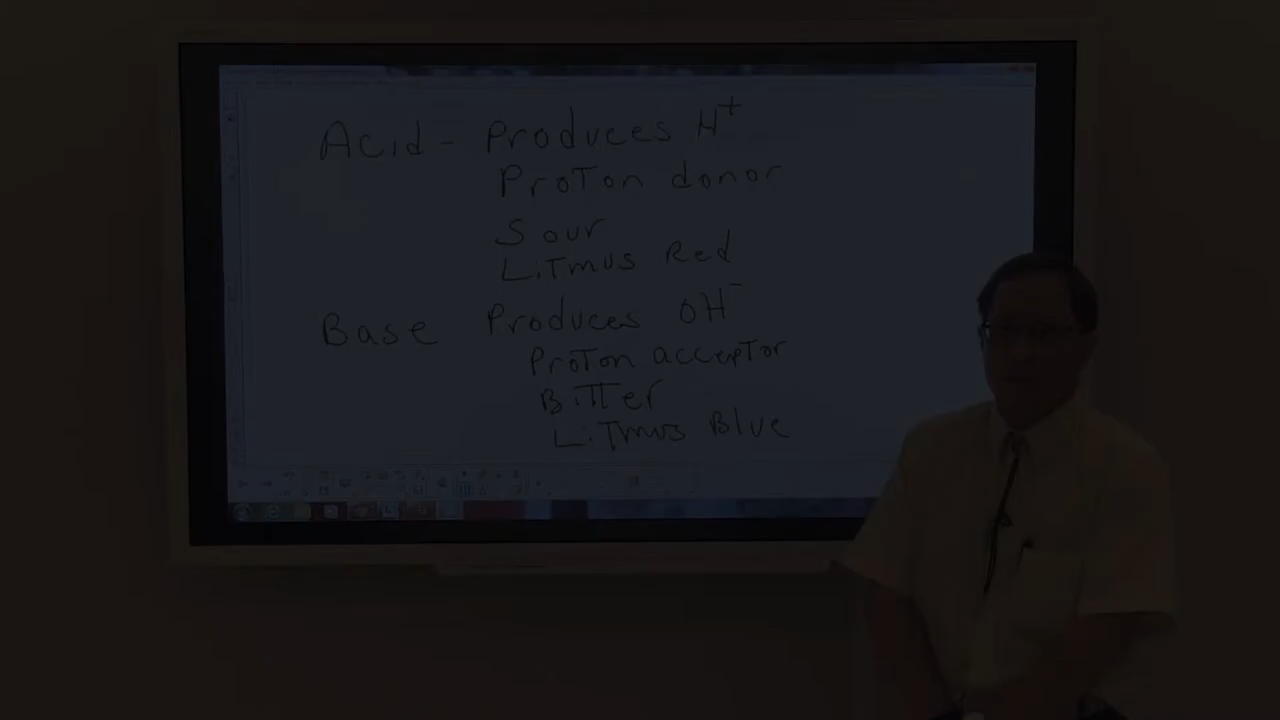 Acid - Produces H+
Proton donor
Sour
Litmus Red
Base Produces OH-
Proton acceptor
Bitter
Litmus Blue